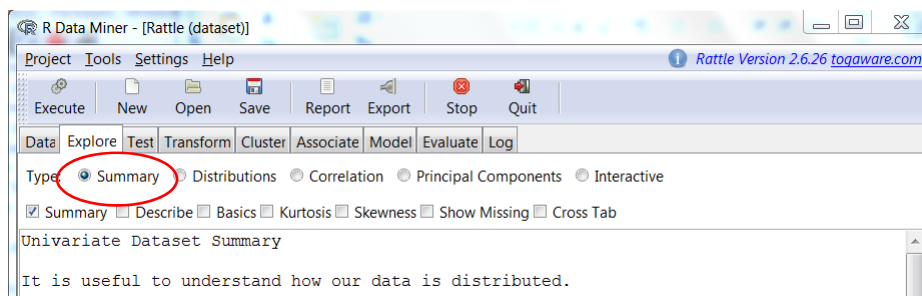 R Data Miner - [Rattle (dataset)]
Project Tools Settings Help Rattle Version 2.6.26 togaware.com
Execute New Open Save Report Export Stop Quit
Data Explore Test Transform Cluster Associate Model Evaluate Log
Type: Summary Distributions Correlation Principal Components Interactive
Summary Describe Basics Kurtosis Skewness Show Missing Cross Tab
Univariate Dataset Summary
It is useful to understand how our data is distributed.